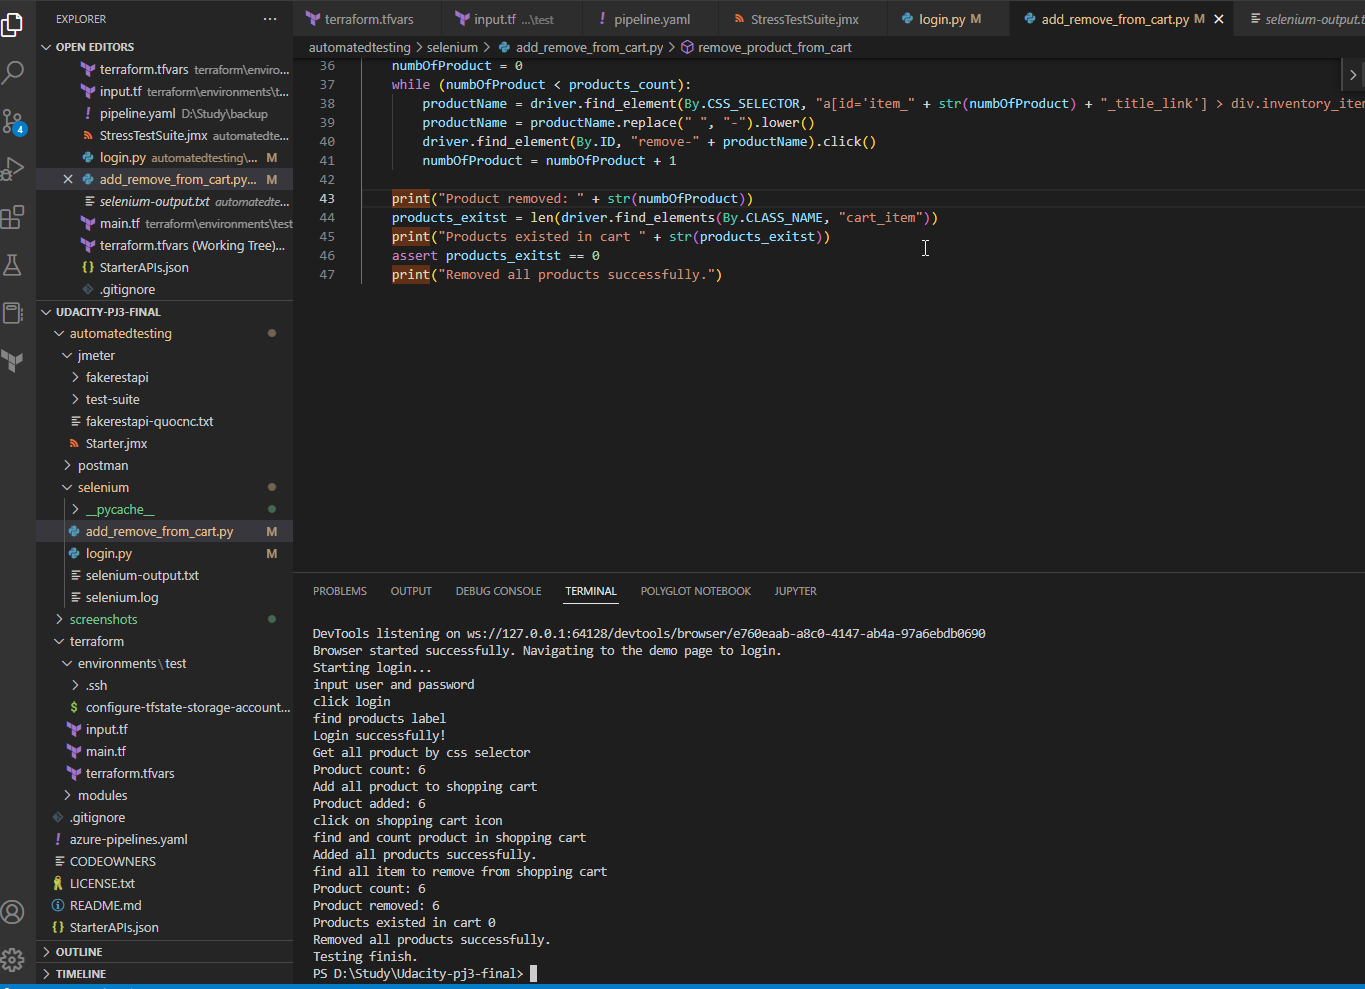 EXPLORER
OPEN EDITORS
terraform.tfvars terraform\enviro...
input.tf terraform\environments\t...
! pipeline.yaml D:\Study\backup
StressTestSuite.jmx automatedte...
login.py automatedtesting\... M
add_remove_from_cart.py... M
selenium-output.txt automatedte...
main.tf terraform\environments\test
terraform.tfvars (Working Tree)...
{} StarterAPIs.json
.gitignore
4
UDACITY-PJ3-FINAL
automatedtesting
jmeter
fakerestapi
test-suite
fakerestapi-quocnc.txt
Starter.jmx
postman
selenium
__pycache__
add_remove_from_cart.py M
login.py M
selenium-output.txt
selenium.log
screenshots
terraform
environments\test
.ssh
$ configure-tfstate-storage-account...
input.tf
main.tf
terraform.tfvars
modules
.gitignore
! azure-pipelines.yaml
CODEOWNERS
LICENSE.txt
README.md
{} StarterAPIs.json
OUTLINE
TIMELINE
terraform.tfvars input.tf ...\test ! pipeline.yaml StressTestSuite.jmx login.py M add_remove_from_cart.py M selenium-output.t
automatedtesting > selenium > add_remove_from_cart.py > remove_product_from_cart
36 numbOfProduct = 0
37 while (numbOfProduct < products_count):
38 productName = driver.find_element(By.CSS_SELECTOR, "a[id='item_" + str(numbOfProduct) + "_title_link'] > div.inventory_item
39 productName = productName.replace(" ", "-").lower()
40 driver.find_element(By.ID, "remove-" + productName).click()
41 numbOfProduct = numbOfProduct + 1
42
43 print("Product removed: " + str(numbOfProduct))
44 products_exitst = len(driver.find_elements(By.CLASS_NAME, "cart_item"))
45 print("Products existed in cart " + str(products_exitst))
46 assert products_exitst == 0
47 print("Removed all products successfully.")
PROBLEMS OUTPUT DEBUG CONSOLE TERMINAL POLYGLOT NOTEBOOK JUPYTER
DevTools listening on ws://127.0.0.1:64128/devtools/browser/e760eaab-a8c0-4147-ab4a-97a6ebdb0690
Browser started successfully. Navigating to the demo page to login.
Starting login...
input user and password
click login
find products label
Login successfully!
Get all product by css selector
Product count: 6
Add all product to shopping cart
Product added: 6
click on shopping cart icon
find and count product in shopping cart
Added all products successfully.
find all item to remove from shopping cart
Product count: 6
Product removed: 6
Products existed in cart 0
Removed all products successfully.
Testing finish.
PS D:\Study\Udacity-pj3-final>